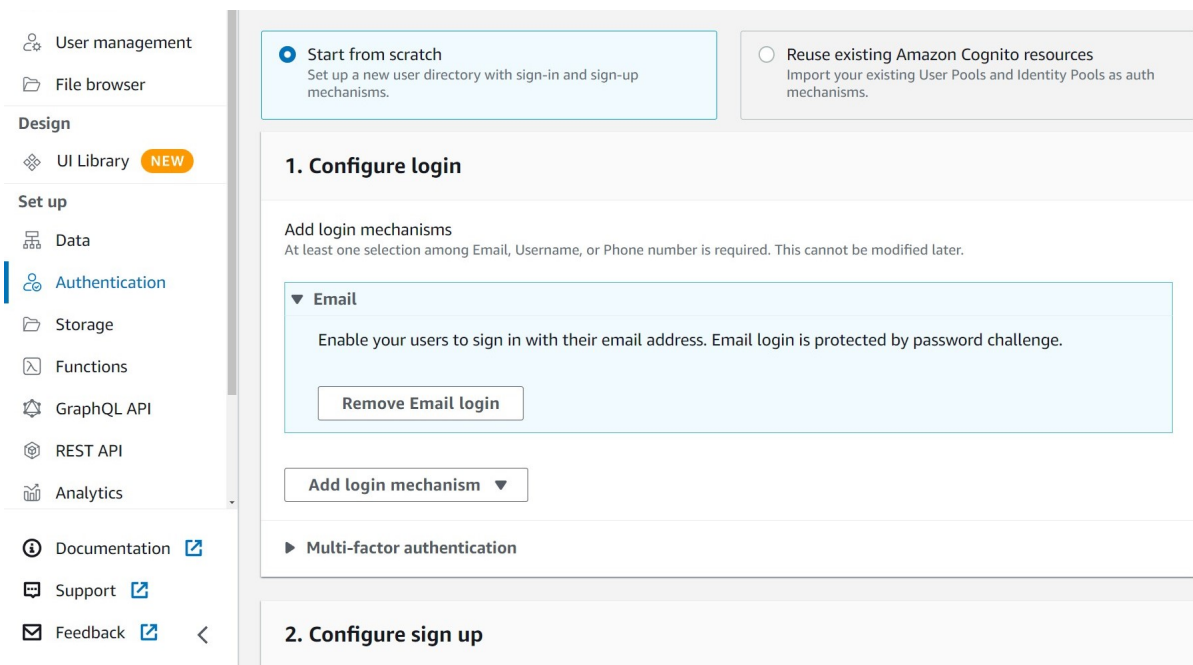 User management
File browser
Design
UI Library NEW
Set up
Data
Authentication
Storage
Functions
GraphQL API
REST API
Analytics
Documentation
Support
Feedback
Start from scratch
Set up a new user directory with sign-in and sign-up
mechanisms.
Reuse existing Amazon Cognito resources
Import your existing User Pools and Identity Pools as auth
mechanisms.
1. Configure login
Add login mechanisms
At least one selection among Email, Username, or Phone number is required. This cannot be modified later.
Email
Enable your users to sign in with their email address. Email login is protected by password challenge.
Remove Email login
Add login mechanism
Multi-factor authentication
2. Configure sign up